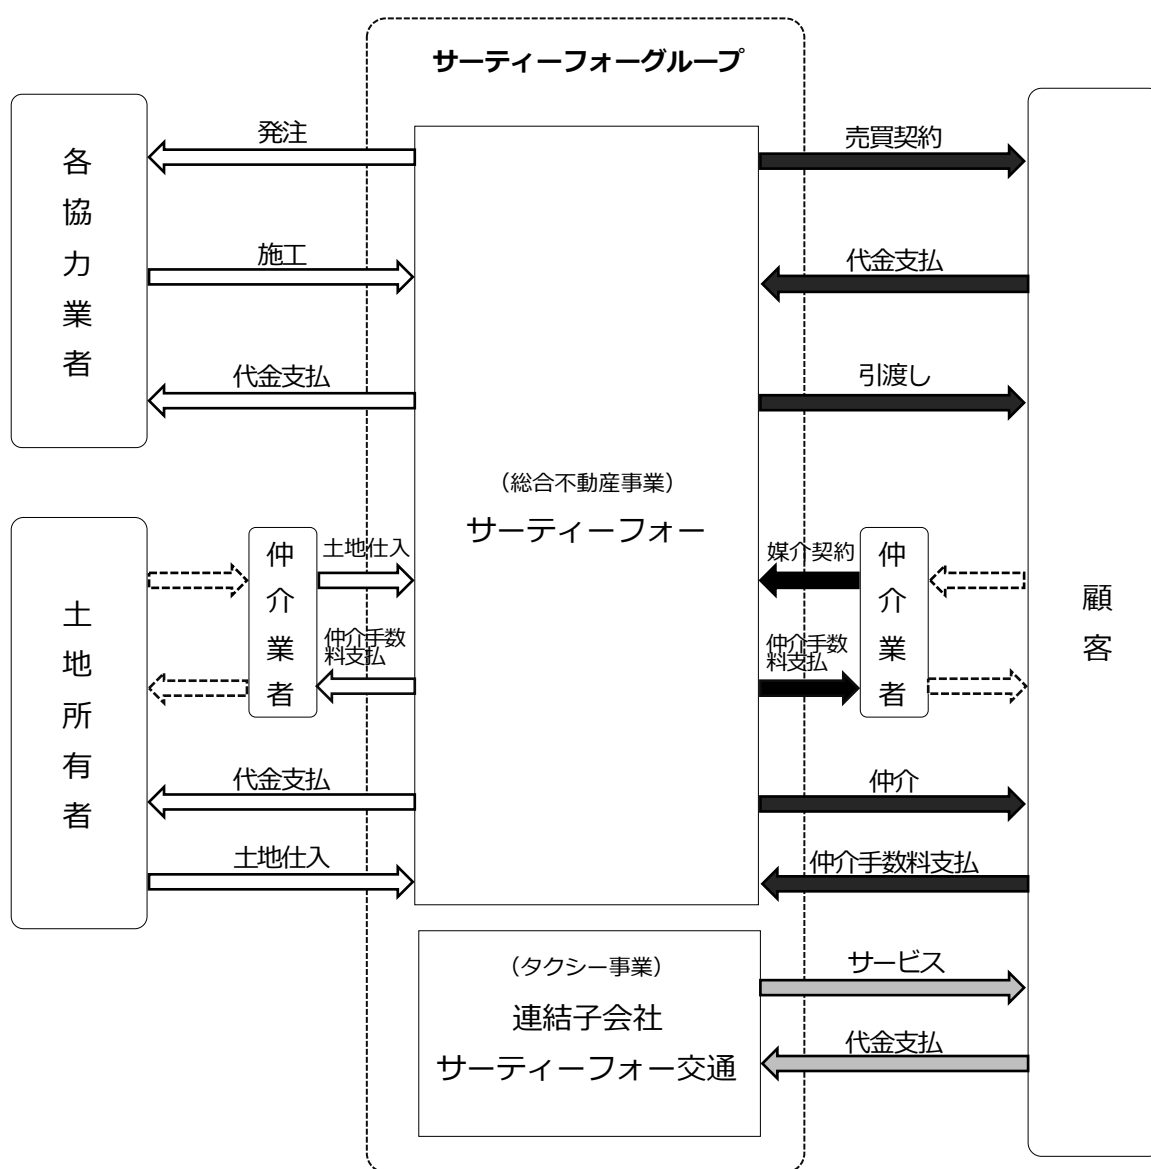 サーティーフォーグループ
各協力業者
発注
施工
代金支払
土地所有者
仲介業者
土地仕入
仲介手数
料支払
代金支払
土地仕入
（総合不動産事業）
サーティーフォー
（タクシー事業）
連結子会社
サーティーフォー交通
売買契約
代金支払
引渡し
媒介契約
仲介手数
料支払
仲介業者
仲介
仲介手数料支払
サービス
代金支払
顧客